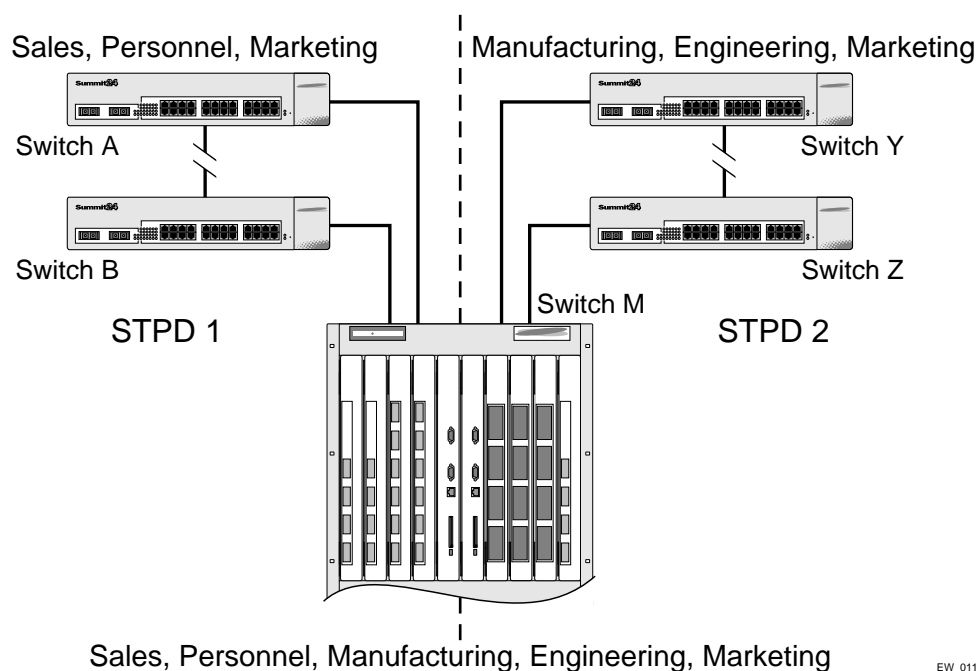 Sales, Personnel, Marketing
Manufacturing, Engineering, Marketing
Switch A
Switch Y
Switch B
Switch Z
Switch M
STPD 1
STPD 2
Sales, Personnel, Manufacturing, Engineering, Marketing